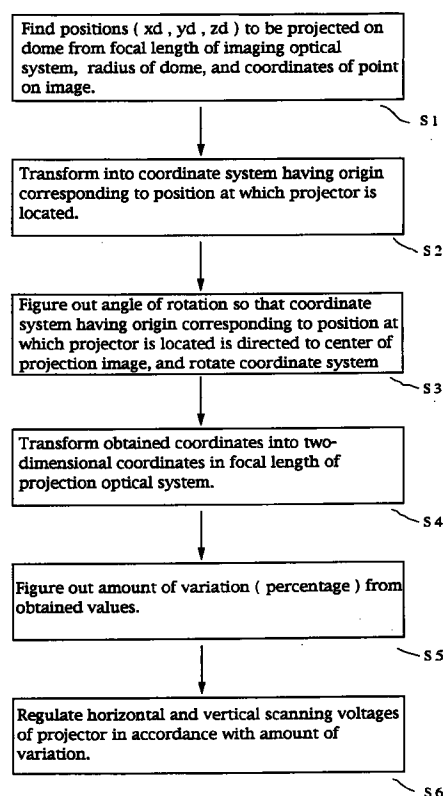 Find positions ( xd , yd , zd ) to be projected on
dome from focal length of imaging optical
system, radius of dome, and coordinates of point
on image.
S1
Transform into coordinate system having origin
corresponding to position at which projector is
located.
S2
Figure out angle of rotation so that coordinate
system having origin corresponding to position at
which projector is located is directed to center of
projection image, and rotate coordinate system
S3
Transform obtained coordinates into two-
dimensional coordinates in focal length of
projection optical system.
S4
Figure out amount of variation ( percentage ) from
obtained values.
S5
Regulate horizontal and vertical scanning voltages
of projector in accordance with amount of
variation.
S6